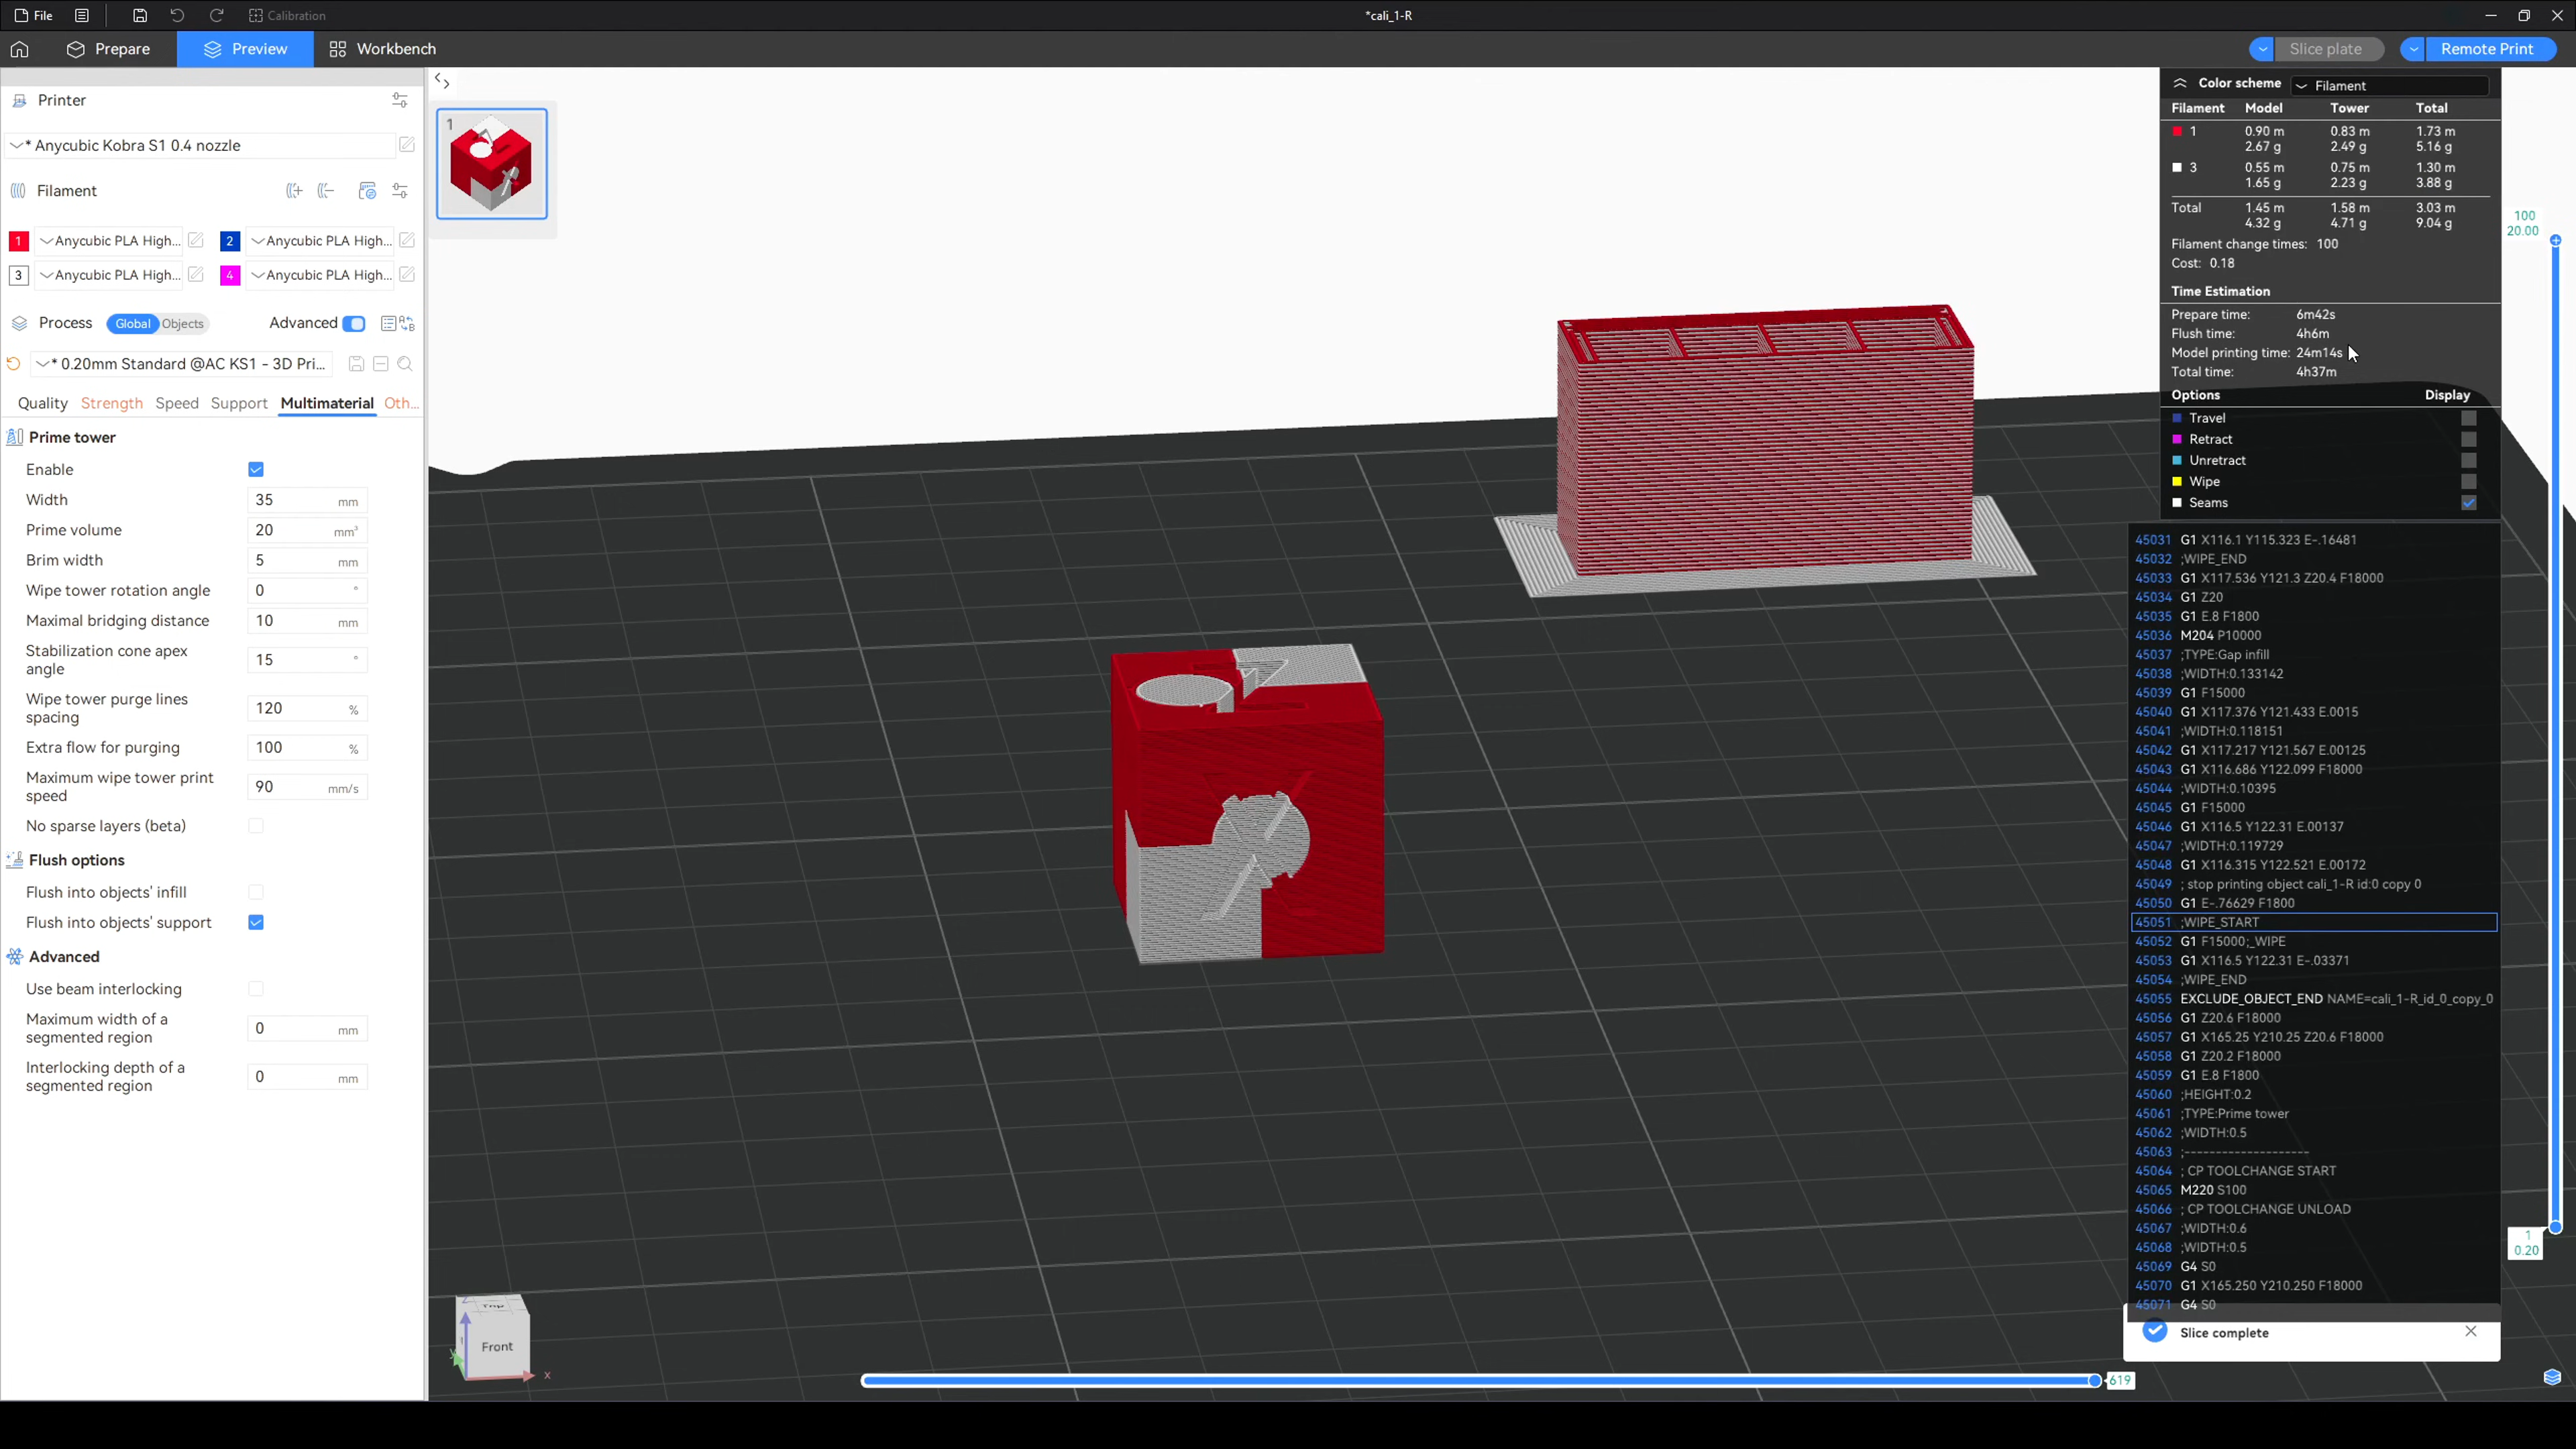 File
Calibration
*cali_1-R
Prepare
Preview
Workbench
Slice plate
Remote Print
Printer
* Anycubic Kobra S1 0.4 nozzle
Filament
1 Anycubic PLA High...
2 Anycubic PLA High...
3 Anycubic PLA High...
4 Anycubic PLA High...
Process Global Objects Advanced
* 0.20mm Standard @AC KS1 - 3D Pri...
Quality Strength Speed Support Multimaterial Oth...
Prime tower
Enable
Width 35 mm
Prime volume 20 mm³
Brim width 5 mm
Wipe tower rotation angle 0 °
Maximal bridging distance 10 mm
Stabilization cone apex
angle 15 °
Wipe tower purge lines
spacing 120 %
Extra flow for purging 100 %
Maximum wipe tower print
speed 90 mm/s
No sparse layers (beta)
Flush options
Flush into objects' infill
Flush into objects' support
Advanced
Use beam interlocking
Maximum width of a
segmented region 0 mm
Interlocking depth of a
segmented region 0 mm
1
Top
Front
x
619
Color scheme Filament
Filament Model Tower Total
1 0.90 m 0.83 m 1.73 m
2.67 g 2.49 g 5.16 g
3 0.55 m 0.75 m 1.30 m
1.65 g 2.23 g 3.88 g
Total 1.45 m 1.58 m 3.03 m
4.32 g 4.71 g 9.04 g
Filament change times: 100
Cost: 0.18
Time Estimation
Prepare time: 6m42s
Flush time: 4h6m
Model printing time: 24m14s
Total time: 4h37m
Options Display
Travel
Retract
Unretract
Wipe
Seams
45031 G1 X116.1 Y115.323 E-.16481
45032 ;WIPE_END
45033 G1 X117.536 Y121.3 Z20.4 F18000
45034 G1 Z20
45035 G1 E.8 F1800
45036 M204 P10000
45037 ;TYPE:Gap infill
45038 ;WIDTH:0.133142
45039 G1 F15000
45040 G1 X117.376 Y121.433 E.0015
45041 ;WIDTH:0.118151
45042 G1 X117.217 Y121.567 E.00125
45043 G1 X116.686 Y122.099 F18000
45044 ;WIDTH:0.10395
45045 G1 F15000
45046 G1 X116.5 Y122.31 E.00137
45047 ;WIDTH:0.119729
45048 G1 X116.315 Y122.521 E.00172
45049 ; stop printing object cali_1-R id:0 copy 0
45050 G1 E-.76629 F1800
45051 ;WIPE_START
45052 G1 F15000;_WIPE
45053 G1 X116.5 Y122.31 E-.03371
45054 ;WIPE_END
45055 EXCLUDE_OBJECT_END NAME=cali_1-R_id_0_copy_0
45056 G1 Z20.6 F18000
45057 G1 X165.25 Y210.25 Z20.6 F18000
45058 G1 Z20.2 F18000
45059 G1 E.8 F1800
45060 ;HEIGHT:0.2
45061 ;TYPE:Prime tower
45062 ;WIDTH:0.5
45063 ;--------------------
45064 ; CP TOOLCHANGE START
45065 M220 S100
45066 ; CP TOOLCHANGE UNLOAD
45067 ;WIDTH:0.6
45068 ;WIDTH:0.5
45069 G4 S0
45070 G1 X165.250 Y210.250 F18000
45071 G4 S0
Slice complete
100
20.00
1
0.20